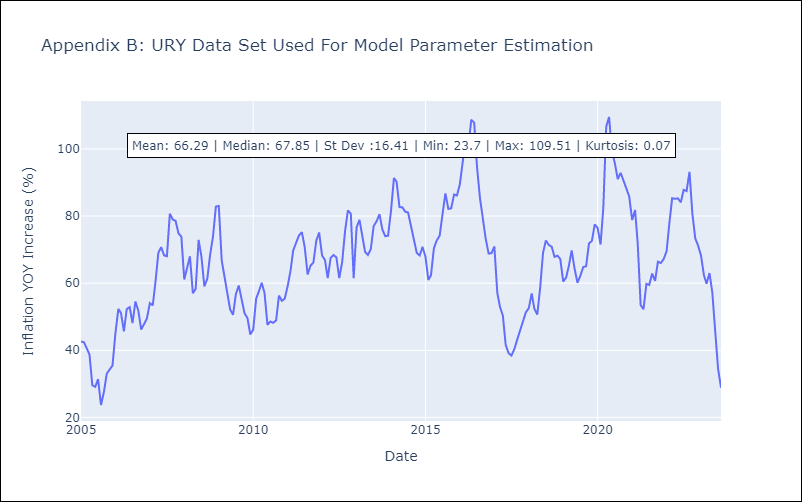 Appendix B: URY Data Set Used For Model Parameter Estimation
Mean: 66.29 | Median: 67.85 | St Dev :16.41 | Min: 23.7 | Max: 109.51 | Kurtosis: 0.07
Inflation YOY Increase (%)
100
80
60
40
20
2005
2010
2015
2020
Date